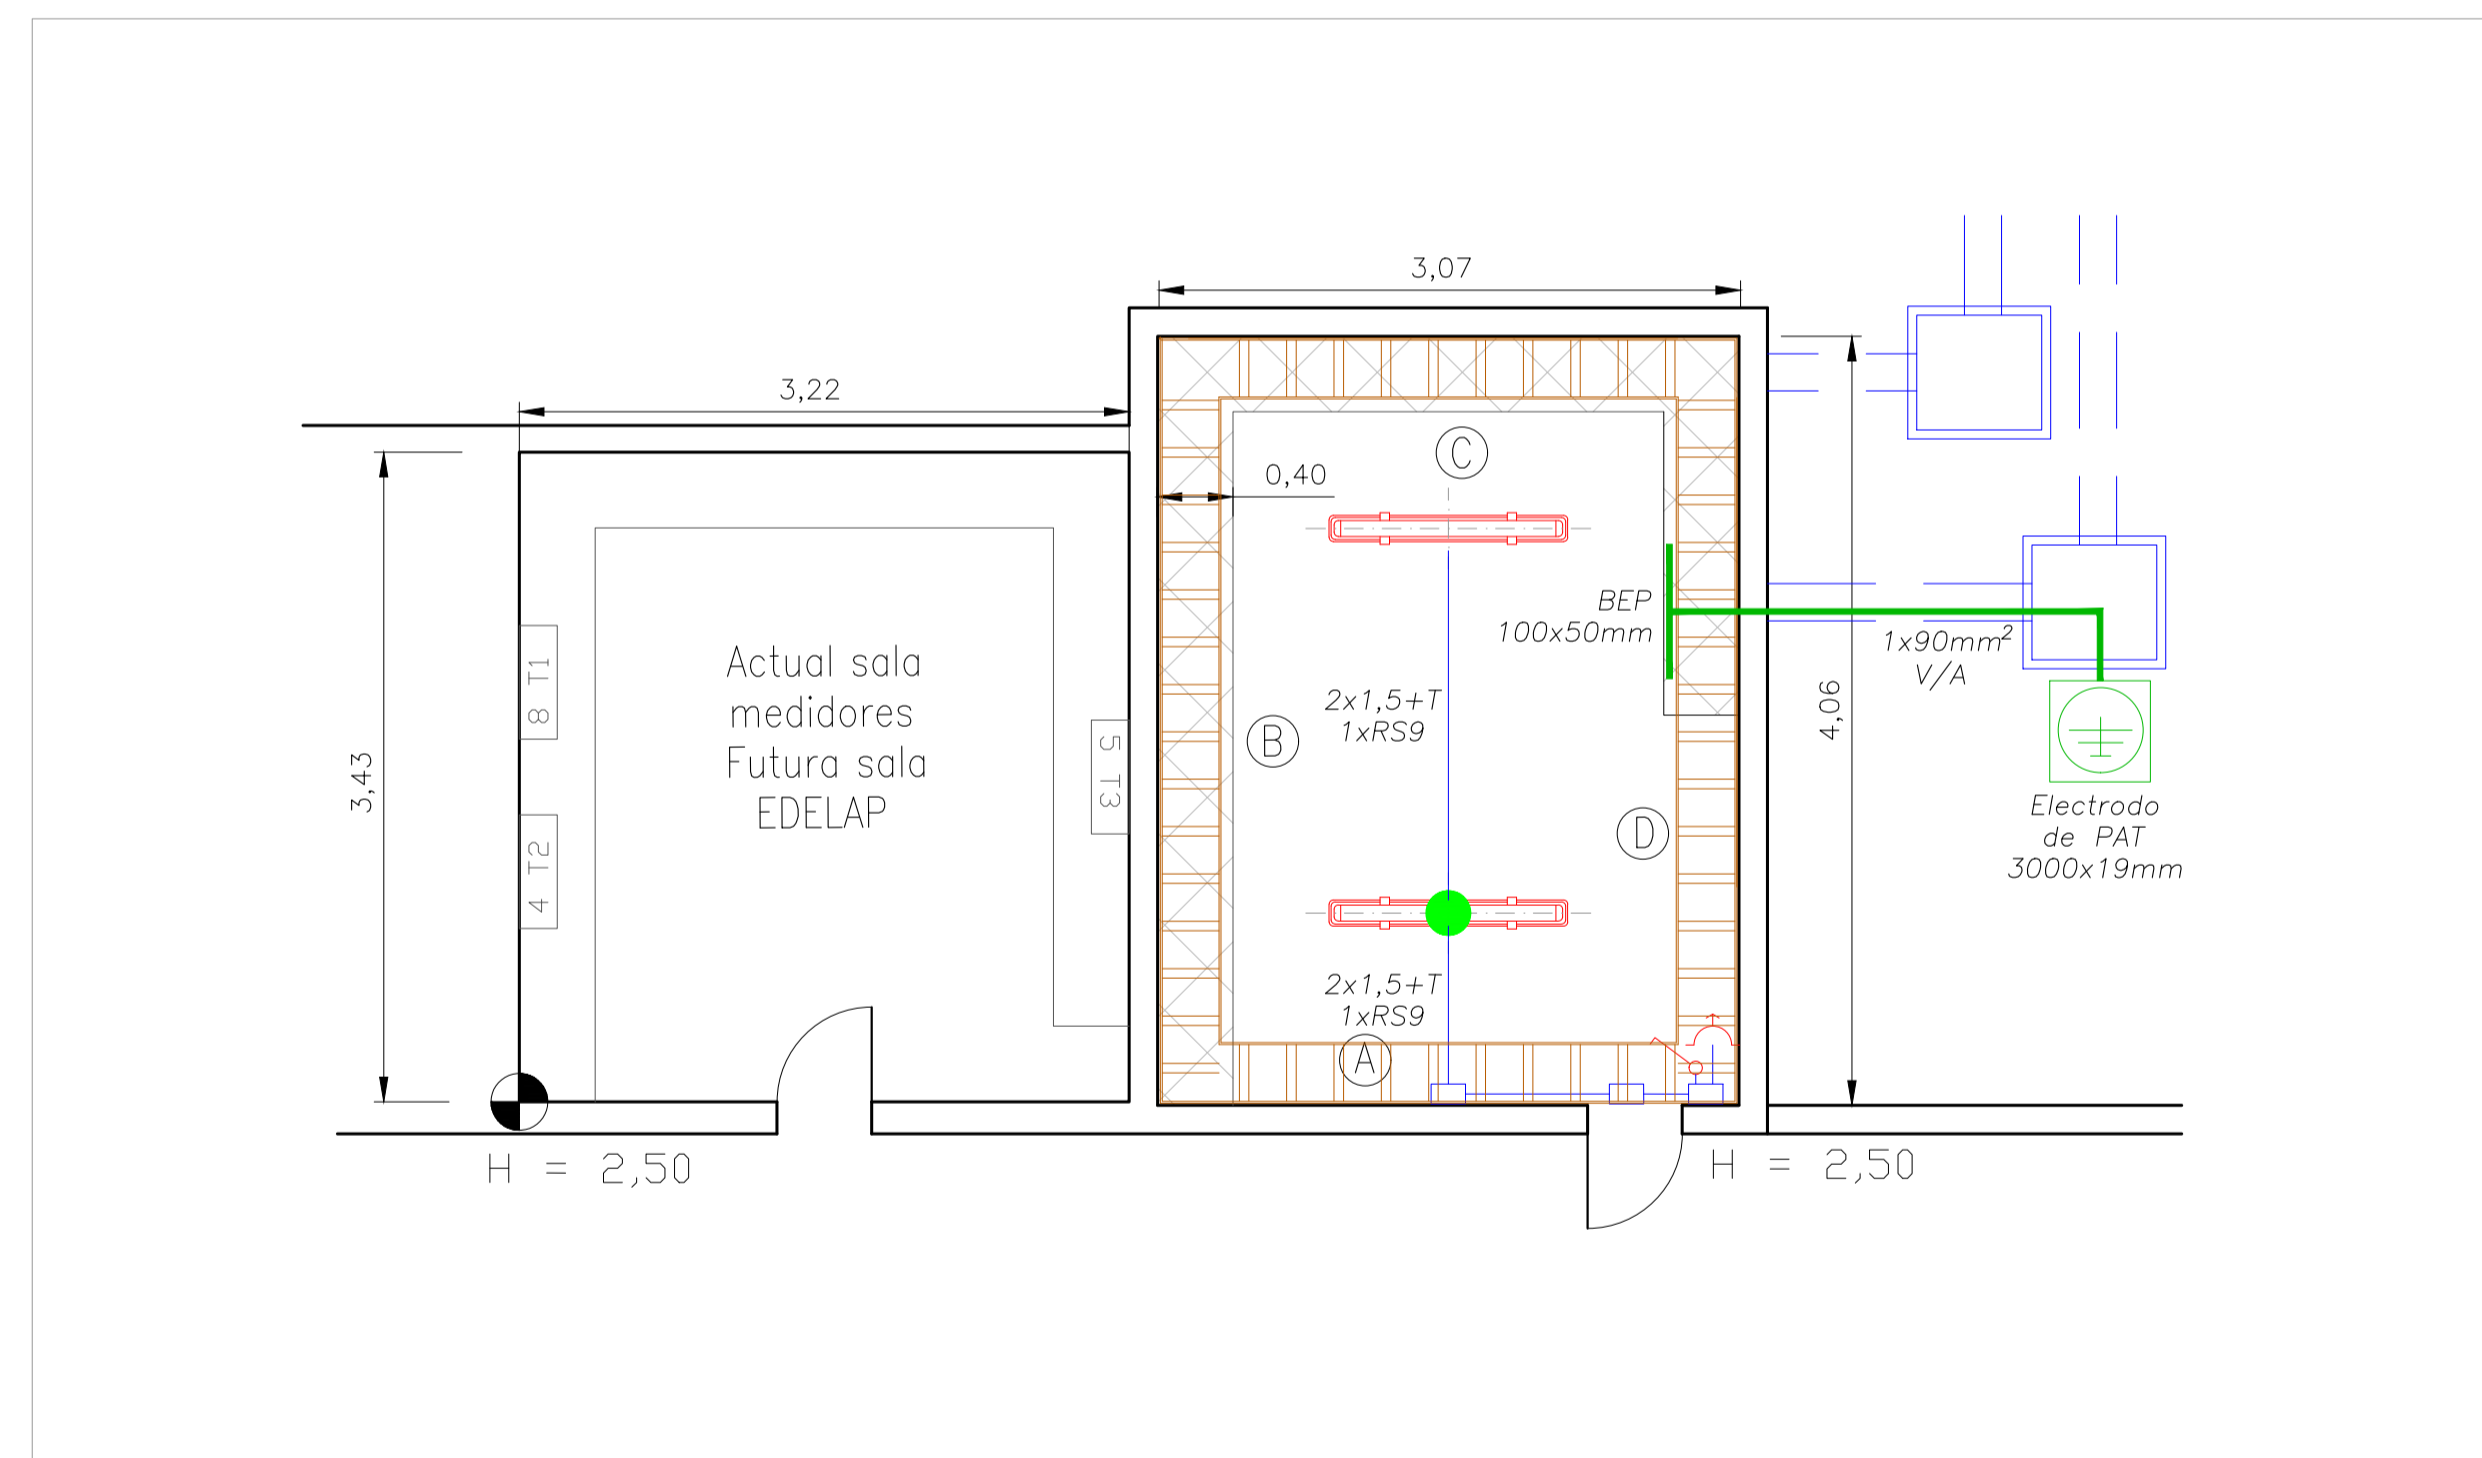 3,07
3,22
C
0,40
BEP
100x50mm
1x90mm²
V/A
Actual sala
medidores
Futura sala
EDELAP
8 T1
4 T2
5 T3
3,43
2x1,5+T
1xRS9
B
D
4,06
Electrodo
de PAT
3000x19mm
2x1,5+T
1xRS9
A
H = 2,50
H = 2,50